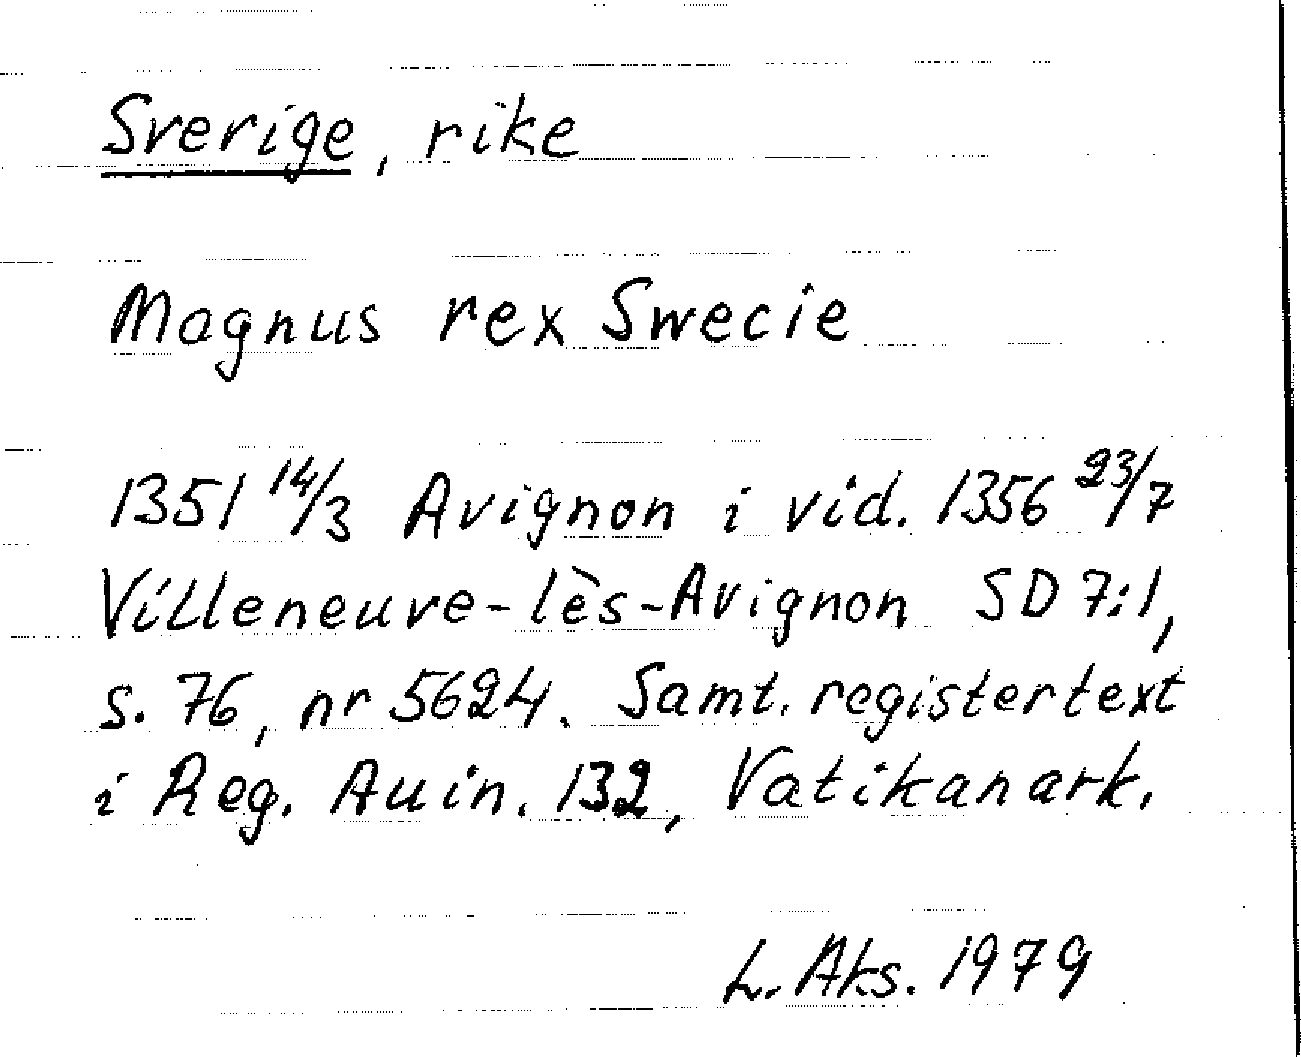 Sverige, rike
Magnus rex Swecie
1351 14/3 Avignon i vid. 1356 23/7
Villeneuve-lès-Avignon SD 7:1,
s. 76, nr 5624. Samt. registertext
i Reg. Auin. 132, Vatikanark.
L. Aks. 1979